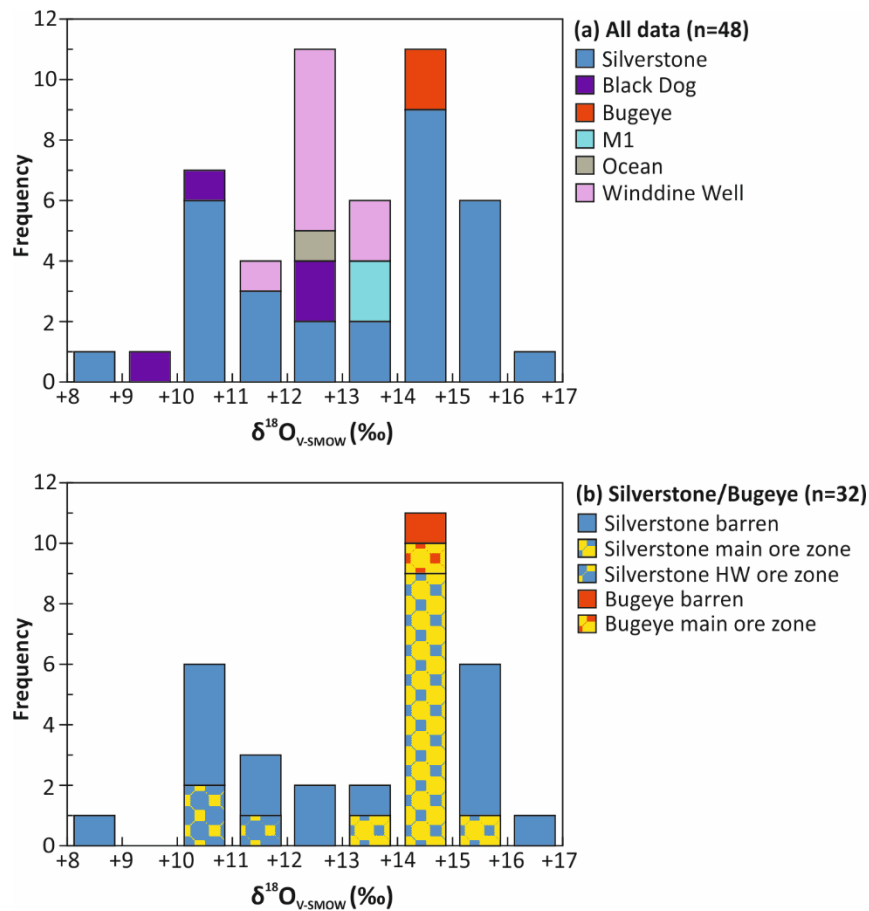 (a) All data (n=48)
Silverstone
Black Dog
Bugeye
M1
Ocean
Winddine Well
Frequency
12
10
8
6
4
2
0
+8 +9 +10 +11 +12 +13 +14 +15 +16 +17
δ18OV-SMOW (‰)
(b) Silverstone/Bugeye (n=32)
Silverstone barren
Silverstone main ore zone
Silverstone HW ore zone
Bugeye barren
Bugeye main ore zone
Frequency
12
10
8
6
4
2
0
+8 +9 +10 +11 +12 +13 +14 +15 +16 +17
δ18OV-SMOW (‰)